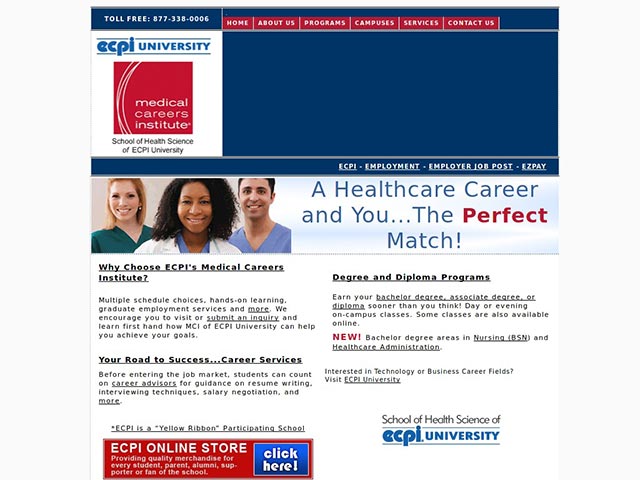 TOLL FREE: 877-338-0006
HOME | ABOUT US | PROGRAMS | CAMPUSES | SERVICES | CONTACT US
ecpi UNIVERSITY
medical
careers
institute
School of Health Science
of ECPI University
ECPI - EMPLOYMENT - EMPLOYER JOB POST - EZPAY
A Healthcare Career
and You...The Perfect
Match!
Why Choose ECPI's Medical Careers
Institute?
Multiple schedule choices, hands-on learning,
graduate employment services and more. We
encourage you to visit or submit an inquiry and
learn first hand how MCI of ECPI University can help
you achieve your goals.
Your Road to Success...Career Services
Before entering the job market, students can count
on career advisors for guidance on resume writing,
interviewing techniques, salary negotiation, and
more.
*ECPI is a "Yellow Ribbon" Participating School
ECPI ONLINE STORE
Providing quality merchandise for
every student, parent, alumni, sup-
porter or fan of the school.
click
here!
Degree and Diploma Programs
Earn your bachelor degree, associate degree, or
diploma sooner than you think! Day or evening
on-campus classes. Some classes are also available
online.
NEW! Bachelor degree areas in Nursing (BSN) and
Healthcare Administration.
Interested in Technology or Business Career Fields?
Visit ECPI University
School of Health Science of
ecpi UNIVERSITY